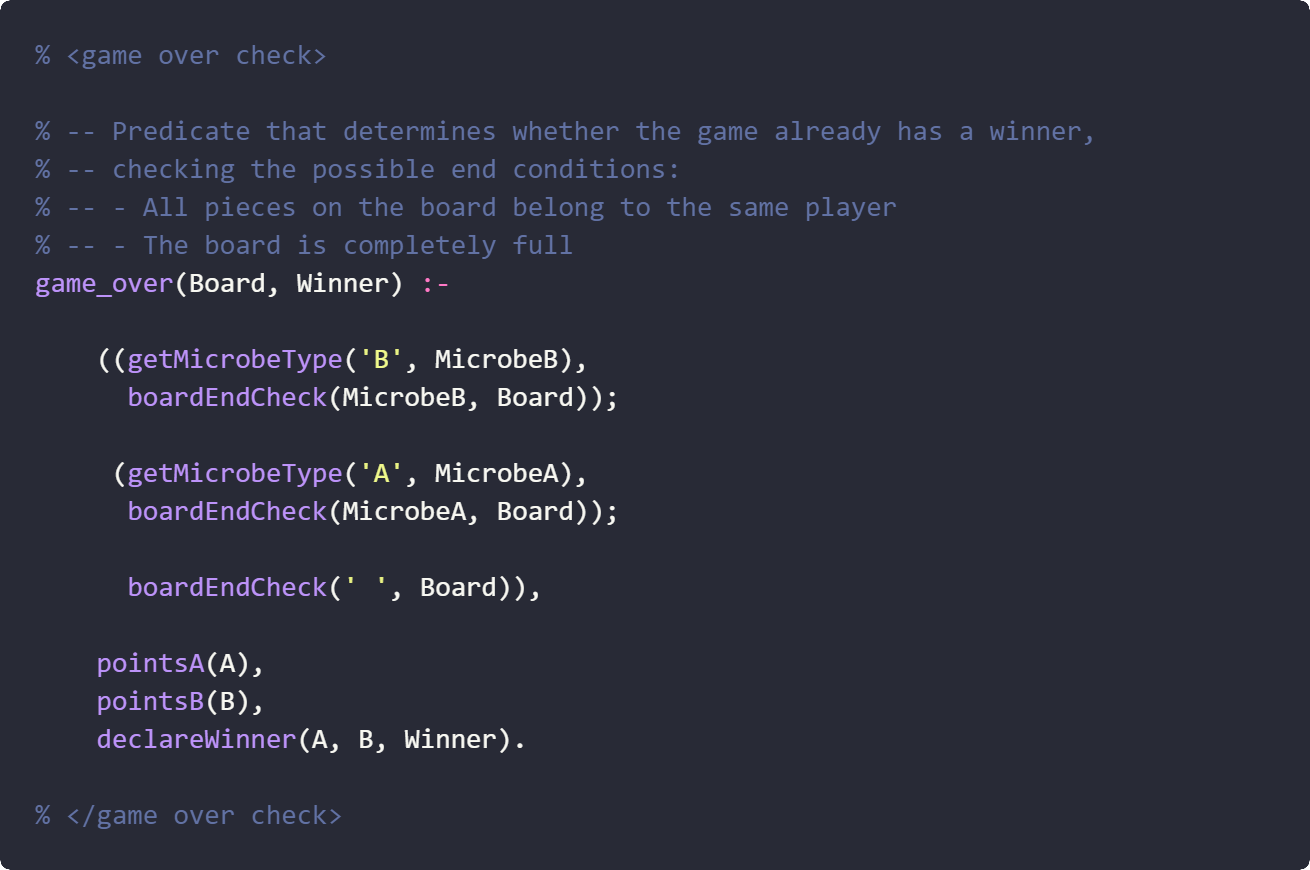 % <game over check>
% -- Predicate that determines whether the game already has a winner,
% -- checking the possible end conditions:
% -- - All pieces on the board belong to the same player
% -- - The board is completely full
game_over(Board, Winner) :-
((getMicrobeType('B', MicrobeB),
boardEndCheck(MicrobeB, Board));
(getMicrobeType('A', MicrobeA),
boardEndCheck(MicrobeA, Board));
boardEndCheck(' ', Board)),
pointsA(A),
pointsB(B),
declareWinner(A, B, Winner).
% </game over check>